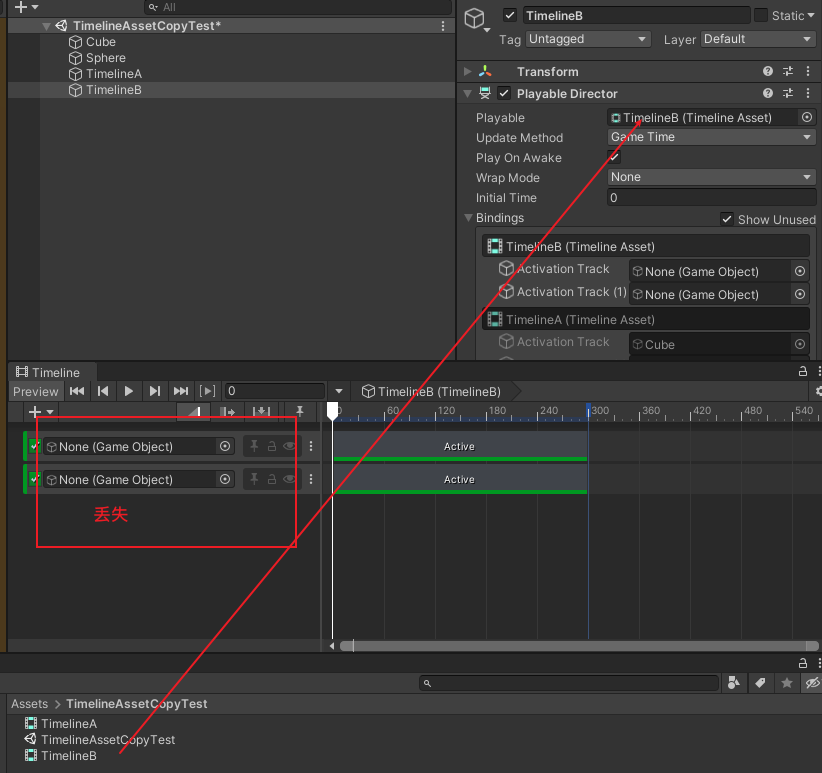 All
TimelineAssetCopyTest*
Cube
Sphere
TimelineA
TimelineB
TimelineB
Static
Tag Untagged Layer Default
Transform
Playable Director
Playable TimelineB (Timeline Asset)
Update Method Game Time
Play On Awake
Wrap Mode None
Initial Time 0
Bindings Show Unused
TimelineB (Timeline Asset)
Activation Track None (Game Object)
Activation Track (1) None (Game Object)
TimelineA (Timeline Asset)
Activation Track Cube
Timeline
Preview 0 TimelineB (TimelineB)
0 60 120 180 240 300 360 420 480 540
None (Game Object) Active
None (Game Object) Active
丢失
Assets > TimelineAssetCopyTest
TimelineA
TimelineAssetCopyTest
TimelineB